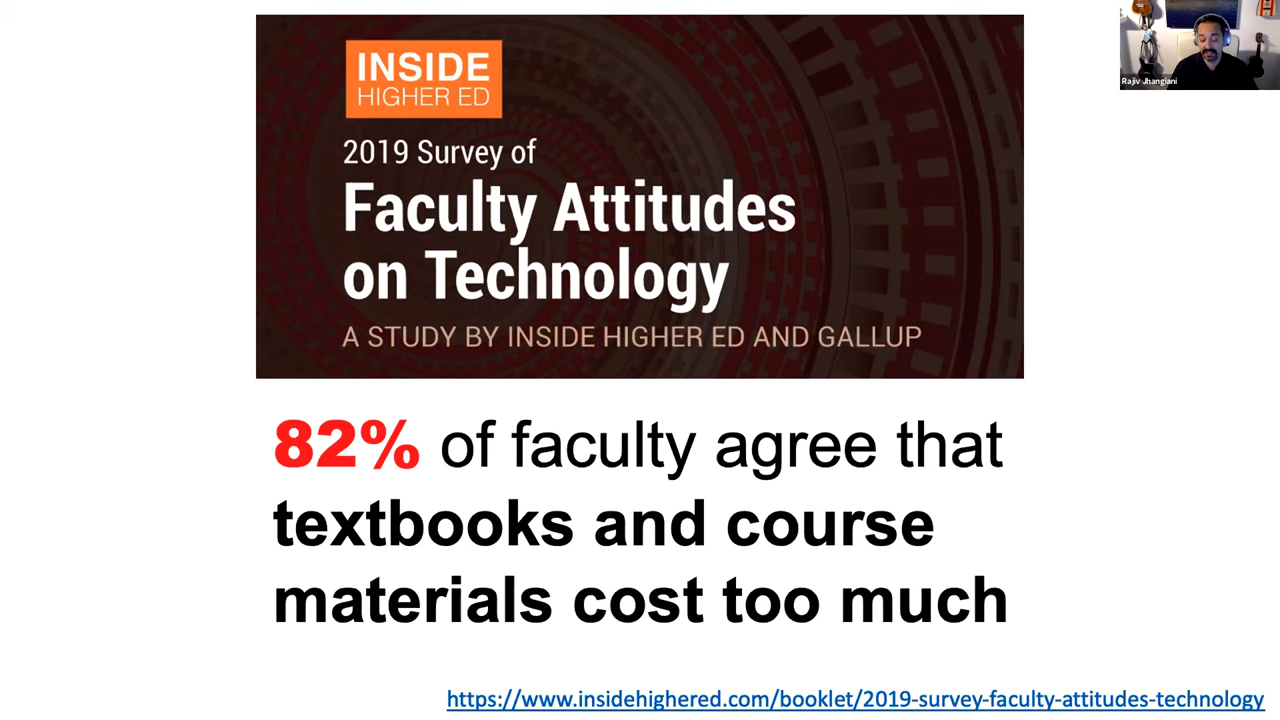 INSIDE
HIGHER ED
Rajiv Jhangiani
2019 Survey of
Faculty Attitudes
on Technology
A STUDY BY INSIDE HIGHER ED AND GALLUP
82% of faculty agree that
textbooks and course
materials cost too much
https://www.insidehighered.com/booklet/2019-survey-faculty-attitudes-technology